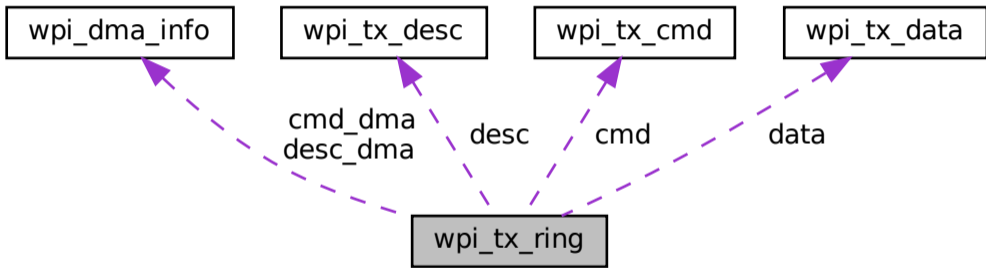 wpi_dma_info
wpi_tx_desc
wpi_tx_cmd
wpi_tx_data
cmd_dma
desc_dma
desc
cmd
data
wpi_tx_ring